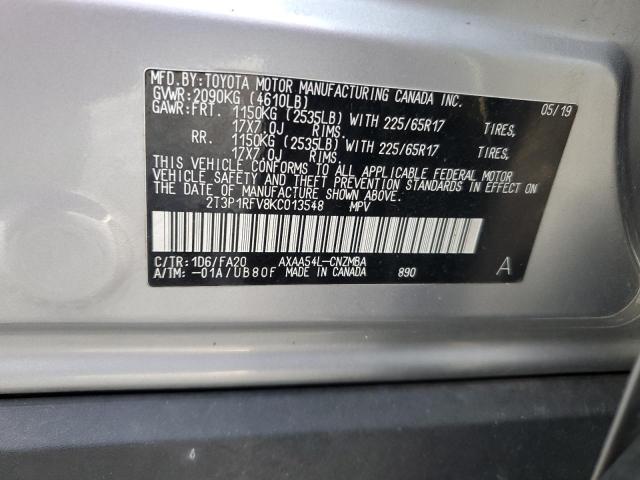 MFD.BY:TOYOTA MOTOR MANUFACTURING CANADA INC.
GVWR:2090KG (4610LB) 05/19
GAWR:FRT. 1150KG (2535LB) WITH 225/65R17 TIRES,
17X7.0J RIMS.
RR. 1150KG (2535LB) WITH 225/65R17 TIRES,
17X7.0J RIMS.
THIS VEHICLE CONFORMS TO ALL APPLICABLE FEDERAL MOTOR
VEHICLE SAFETY AND THEFT PREVENTION STANDARDS IN EFFECT ON
THE DATE OF MANUFACTURE SHOWN ABOVE.
2T3P1RFV8KC013548 MPV
C/TR:1D6/FA20 AXAA54L-CNZMBA
A/TM:-01A/UB80F MADE IN CANADA 890 A